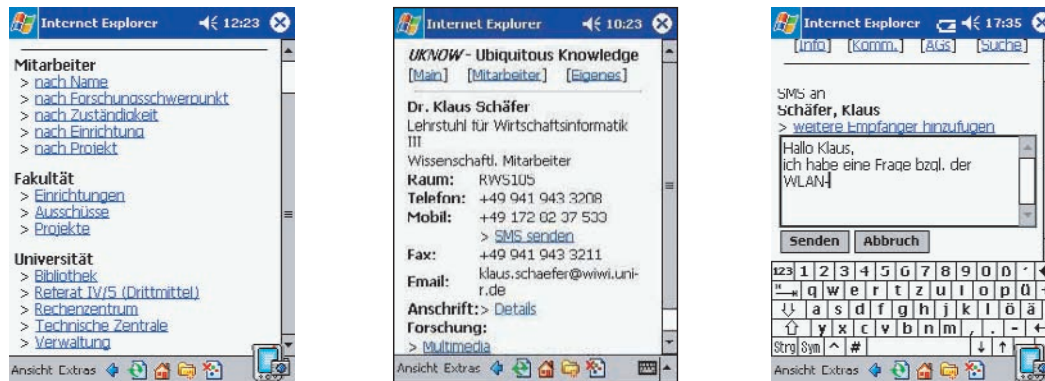 Internet Explorer 12:23
Mitarbeiter
> nach Name
> nach Forschungsschwerpunkt
> nach Zuständigkeit
> nach Einrichtung
> nach Projekt
Fakultät
> Einrichtungen
> Ausschüsse
> Projekte
Universität
> Bibliothek
> Referat IV/5 (Drittmittel)
> Rechenzentrum
> Technische Zentrale
> Verwaltung
Ansicht Extras
Internet Explorer 10:23
UKNOW - Ubiquitous Knowledge
[Main] [Mitarbeiter] [Eigenes]
Dr. Klaus Schäfer
Lehrstuhl für Wirtschaftsinformatik
III
Wissenschaftl. Mitarbeiter
Raum: RWS105
Telefon: +49 941 943 3208
Mobil: +49 172 82 37 533
> SMS senden
Fax: +49 941 943 3211
Email: klaus.schaefer@wiwi.uni-
r.de
Anschrift: > Details
Forschung:
> Multimedia
Ansicht Extras
Internet Explorer 17:35
[Info] [Komm.] [AGs] [Suche]
SMS an
Schäfer, Klaus
> weitere Empfänger hinzufügen
Hallo Klaus,
ich habe eine Frage bzgl. der
WLAN-
Senden Abbruch
123 1 2 3 4 5 6 7 8 9 0 ß ´
q w e r t z u i o p ü +
a s d f g h j k l ö ä
y x c v b n m , . -
Strg Sym ^ # ↓ ↑
Ansicht Extras